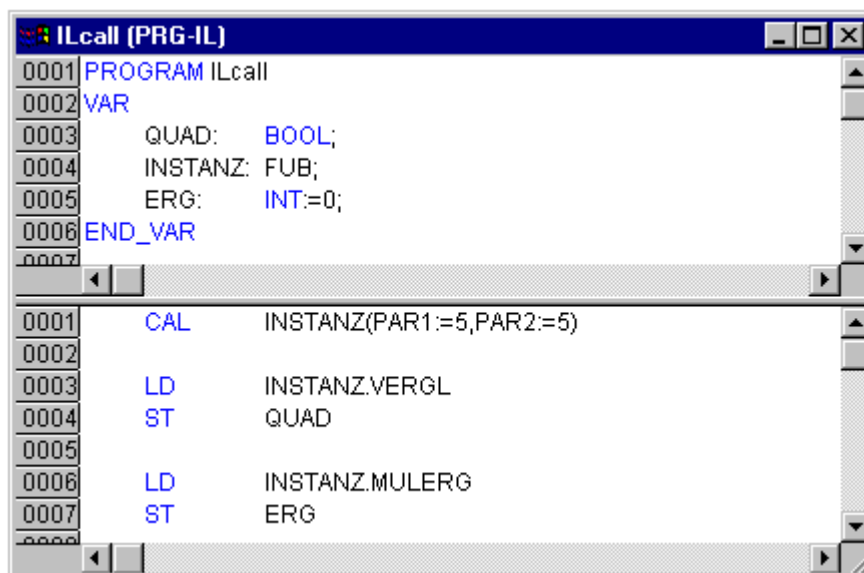 ILcall (PRG-IL)
0001 PROGRAM ILcall
0002 VAR
0003 QUAD: BOOL;
0004 INSTANZ: FUB;
0005 ERG: INT:=0;
0006 END_VAR
0007
0001 CAL INSTANZ(PAR1:=5,PAR2:=5)
0002
0003 LD INSTANZ.VERGL
0004 ST QUAD
0005
0006 LD INSTANZ.MULERG
0007 ST ERG